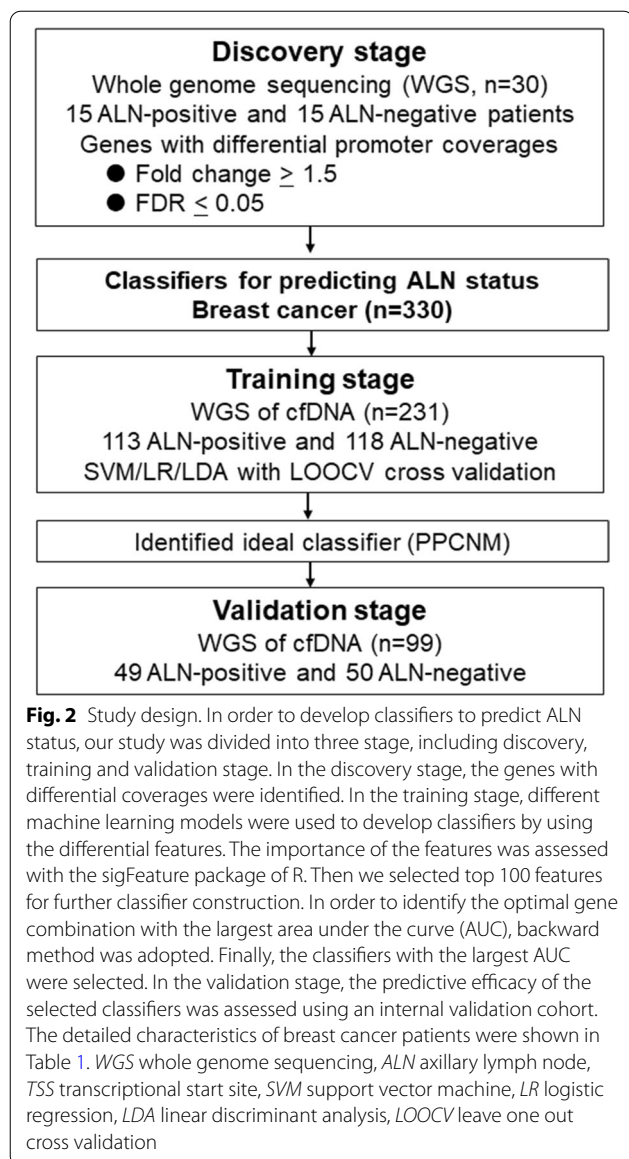 Discovery stage
Whole genome sequencing (WGS, n=30)
15 ALN-positive and 15 ALN-negative patients
Genes with differential promoter coverages
● Fold change ≥ 1.5
● FDR ≤ 0.05
Classifiers for predicting ALN status
Breast cancer (n=330)
Training stage
WGS of cfDNA (n=231)
113 ALN-positive and 118 ALN-negative
SVM/LR/LDA with LOOCV cross validation
Identified ideal classifier (PPCNM)
Validation stage
WGS of cfDNA (n=99)
49 ALN-positive and 50 ALN-negative
Fig. 2 Study design. In order to develop classifiers to predict ALN
status, our study was divided into three stage, including discovery,
training and validation stage. In the discovery stage, the genes with
differential coverages were identified. In the training stage, different
machine learning models were used to develop classifiers by using
the differential features. The importance of the features was assessed
with the sigFeature package of R. Then we selected top 100 features
for further classifier construction. In order to identify the optimal gene
combination with the largest area under the curve (AUC), backward
method was adopted. Finally, the classifiers with the largest AUC
were selected. In the validation stage, the predictive efficacy of the
selected classifiers was assessed using an internal validation cohort.
The detailed characteristics of breast cancer patients were shown in
Table 1. WGS whole genome sequencing, ALN axillary lymph node,
TSS transcriptional start site, SVM support vector machine, LR logistic
regression, LDA linear discriminant analysis, LOOCV leave one out
cross validation